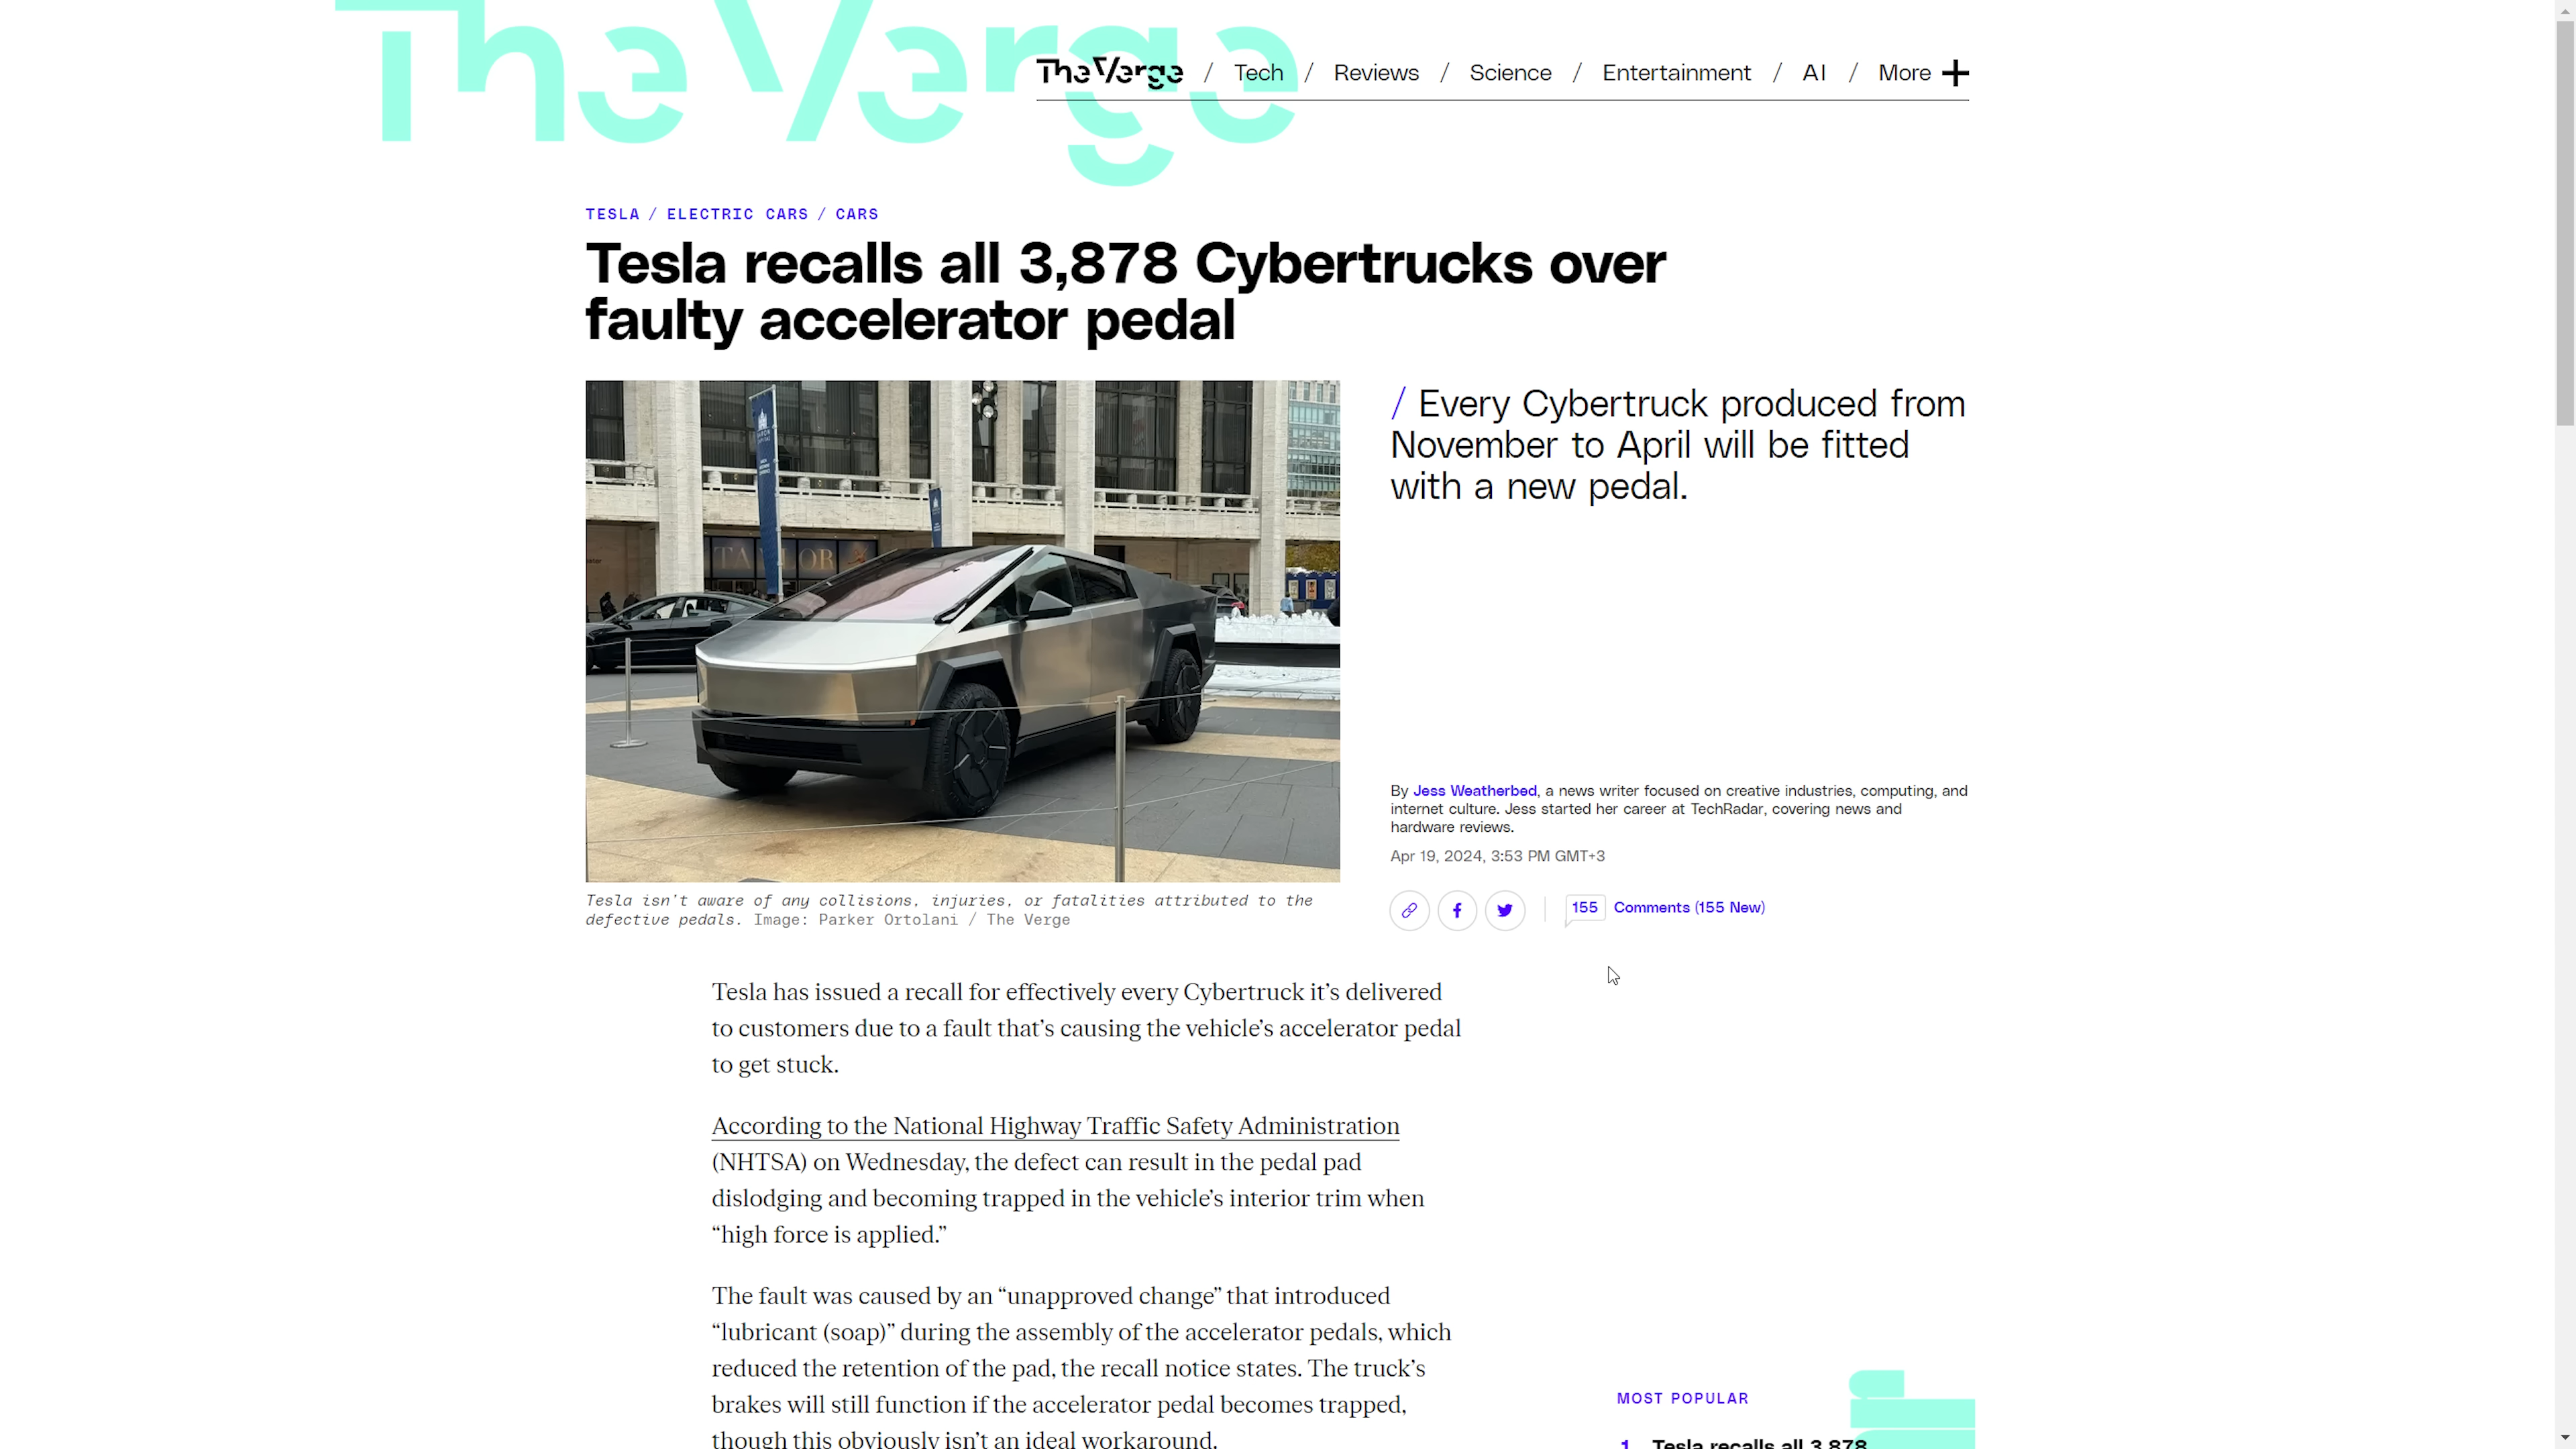 The Verge
The Verge / Tech / Reviews / Science / Entertainment / AI / More
TESLA / ELECTRIC CARS / CARS
Tesla recalls all 3,878 Cybertrucks over
faulty accelerator pedal
TAYLOR
/ Every Cybertruck produced from
November to April will be fitted
with a new pedal.
By Jess Weatherbed, a news writer focused on creative industries, computing, and
internet culture. Jess started her career at TechRadar, covering news and
hardware reviews.
Apr 19, 2024, 3:53 PM GMT+3
155 Comments (155 New)
Tesla isn't aware of any collisions, injuries, or fatalities attributed to the
defective pedals. Image: Parker Ortolani / The Verge
Tesla has issued a recall for effectively every Cybertruck it’s delivered
to customers due to a fault that’s causing the vehicle’s accelerator pedal
to get stuck.
According to the National Highway Traffic Safety Administration
(NHTSA) on Wednesday, the defect can result in the pedal pad
dislodging and becoming trapped in the vehicle’s interior trim when
“high force is applied.”
The fault was caused by an “unapproved change” that introduced
“lubricant (soap)” during the assembly of the accelerator pedals, which
reduced the retention of the pad, the recall notice states. The truck’s
brakes will still function if the accelerator pedal becomes trapped,
though this obviously isn’t an ideal workaround.
MOST POPULAR
1 Tesla recalls all 3,878